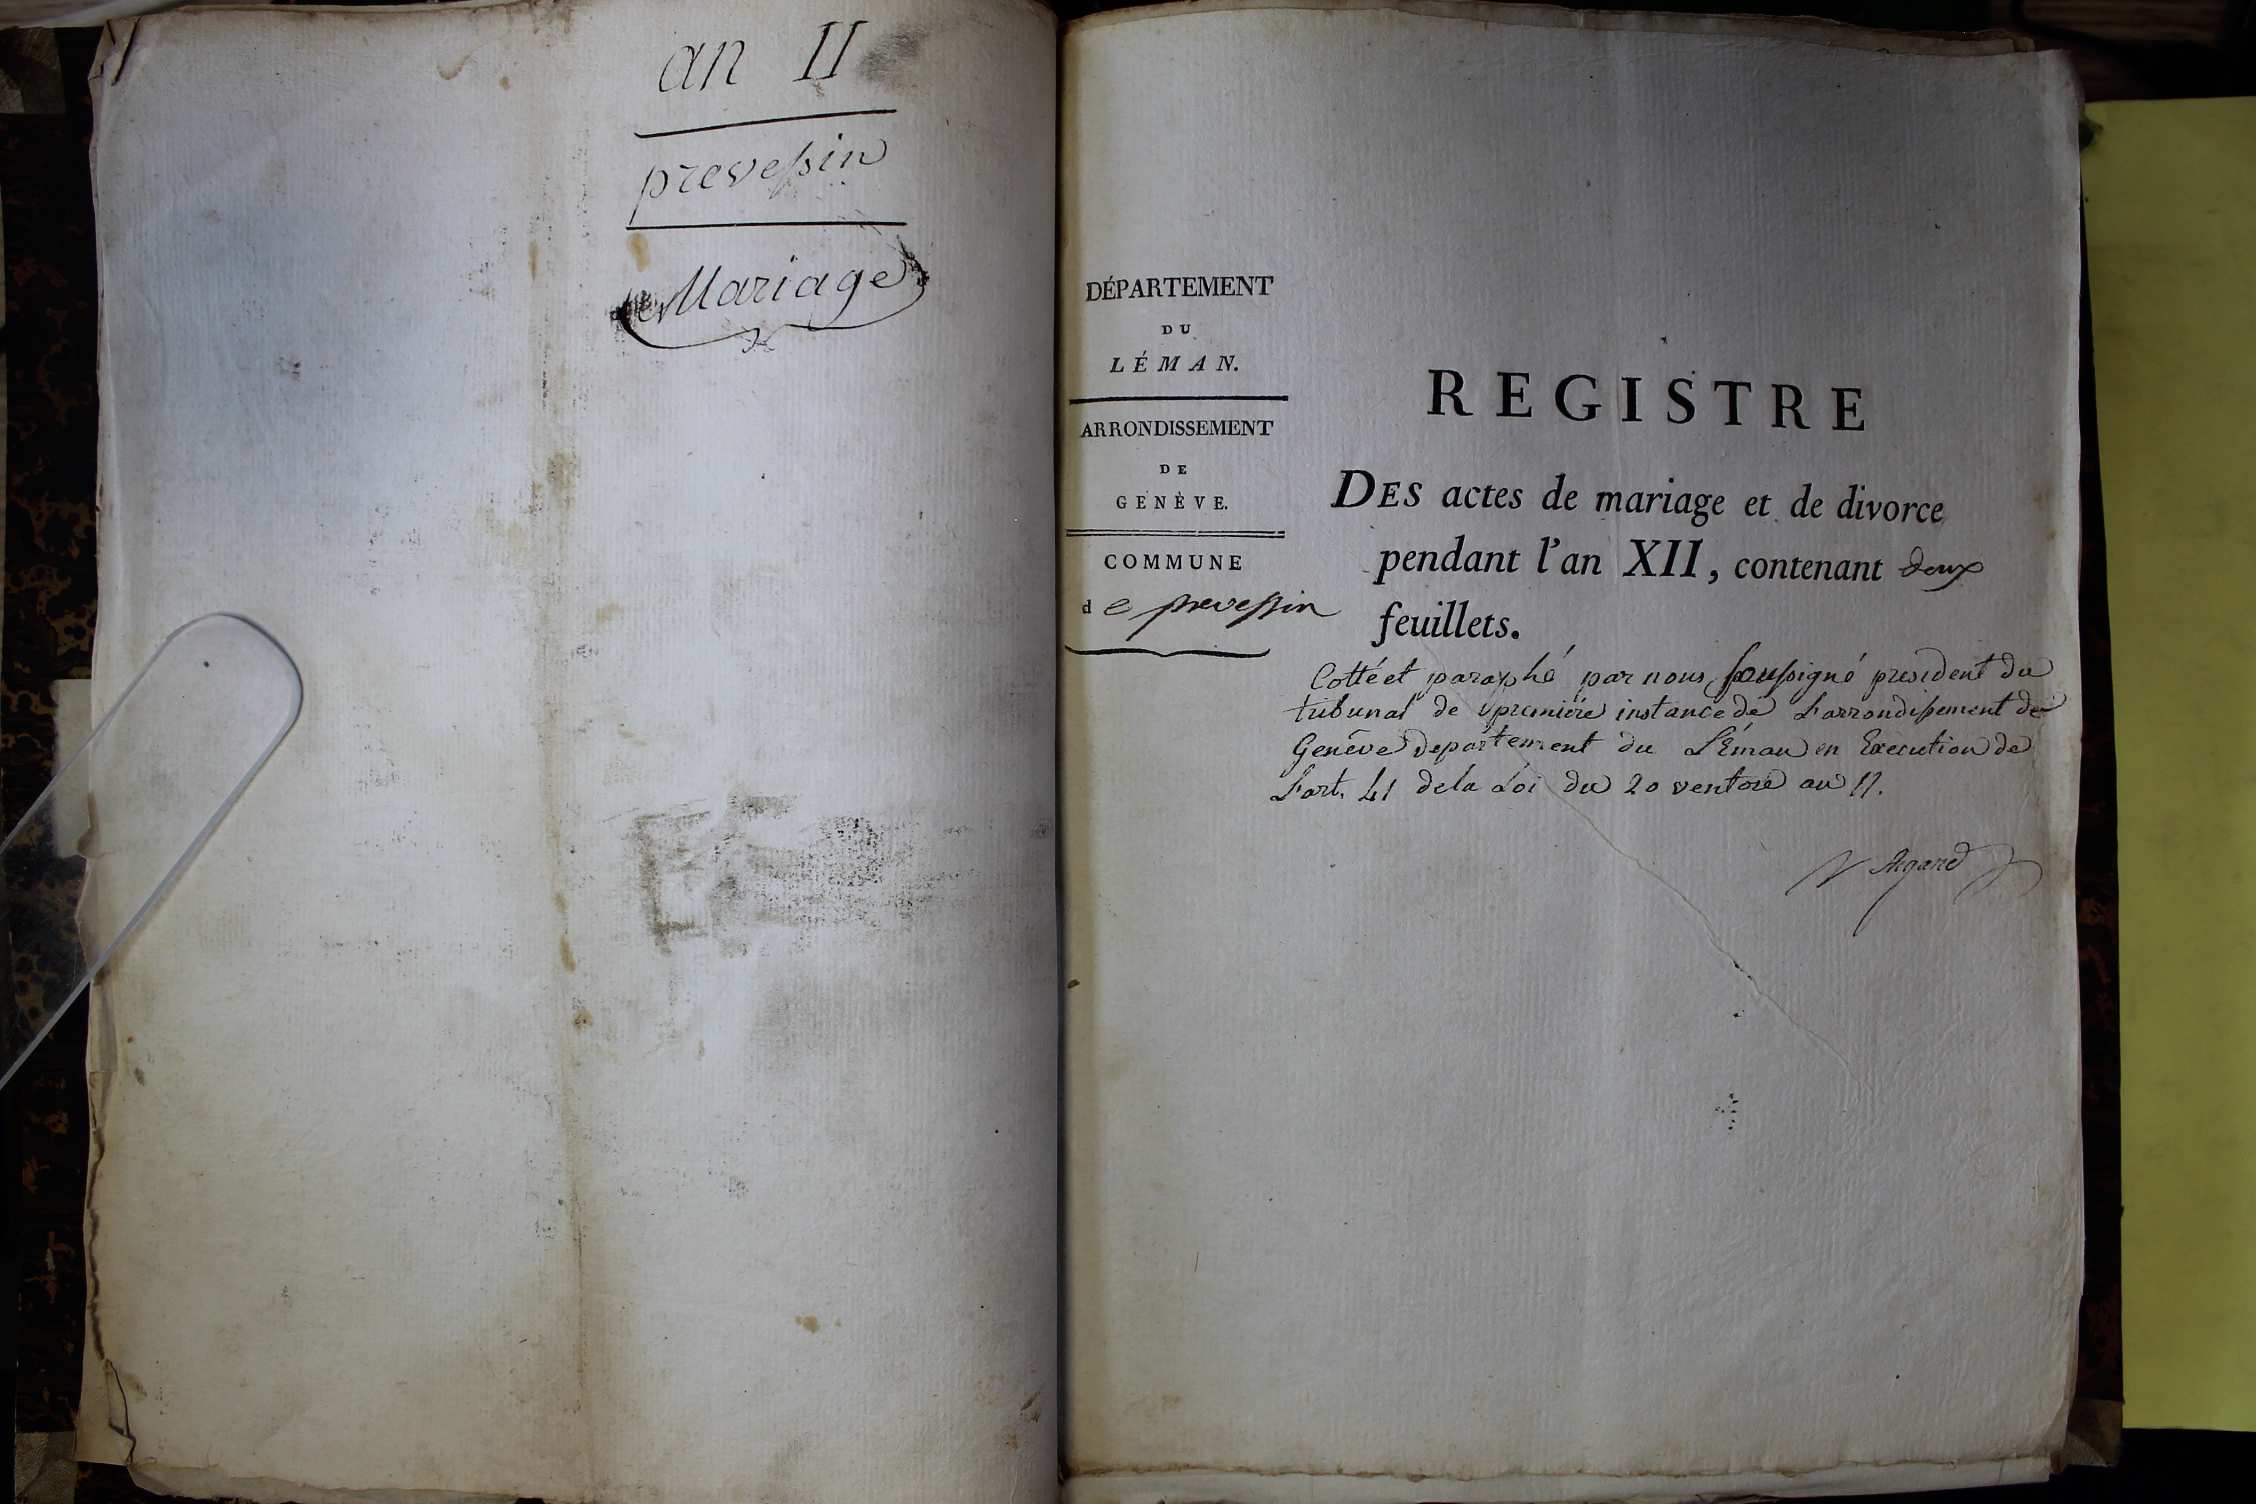 an II
prevessin
Mariage
DÉPARTEMENT
DU
LÉMAN.
ARRONDISSEMENT
DE
GENÈVE.
COMMUNE
de prevessin
REGISTRE
DES actes de mariage et de divorce
pendant l'an XII, contenant deux
feuillets.
Cotté et paraphé par nous soussigné president du
tribunal de premiere instance de L'arrondissement de
Genêve departement du Léman en Execution de
L'art. 41 de la Loi du 20 ventose an 11.
Argand